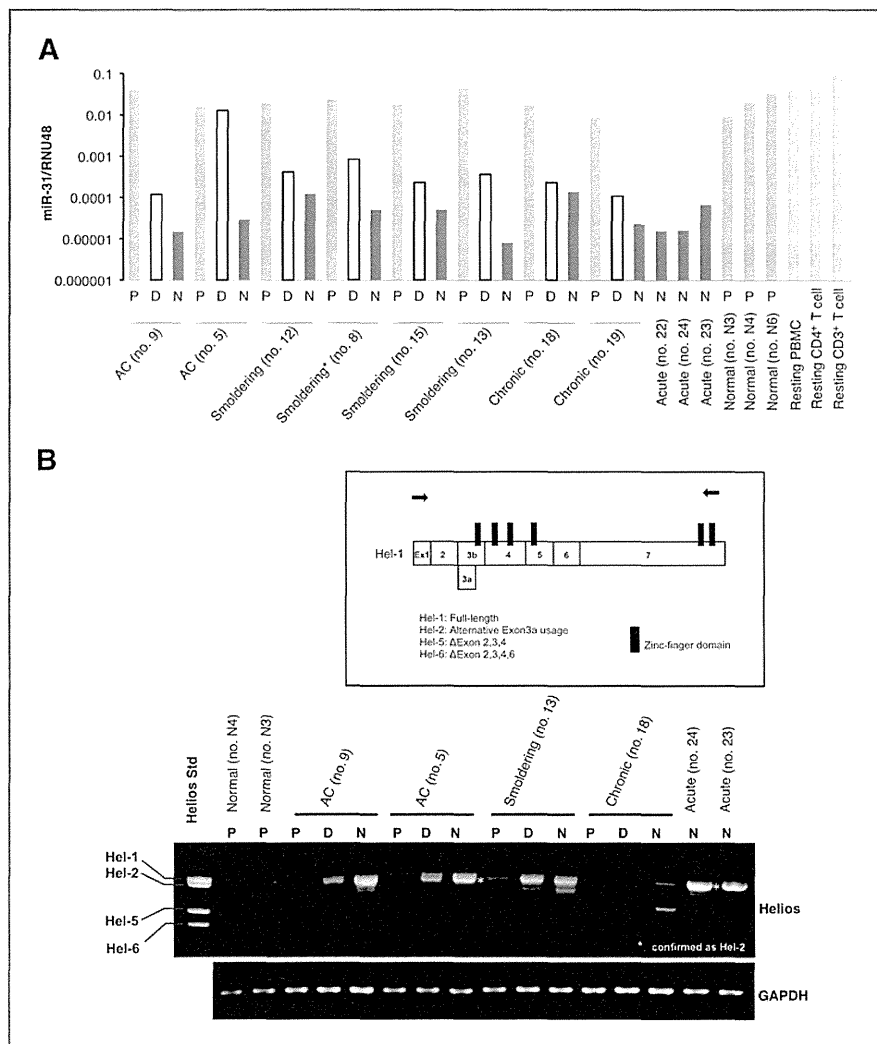 A
miR-31/RNU48
0.1
0.01
0.001
0.0001
0.00001
0.000001
P D N P D N P D N P D N P D N P D N P D N P D N N N N P P P
AC (no. 9)
AC (no. 5)
Smoldering (no. 12)
Smoldering* (no. 8)
Smoldering (no. 15)
Smoldering (no. 13)
Chronic (no. 18)
Chronic (no. 19)
Acute (no. 22)
Acute (no. 24)
Acute (no. 23)
Normal (no. N3)
Normal (no. N4)
Normal (no. N6)
Resting PBMC
Resting CD4+ T cell
Resting CD3+ T cell
B
Hel-1
Ex1 2 3b 4 5 6 7
3a
Hel-1: Full-length
Hel-2: Alternative Exon3a usage
Hel-5: ΔExon 2,3,4
Hel-6: ΔExon 2,3,4,6
Zinc-finger domain
Helios Std
Normal (no. N4)
Normal (no. N3)
AC (no. 9)
AC (no. 5)
Smoldering (no. 13)
Chronic (no. 18)
Acute (no. 24)
Acute (no. 23)
P P P D N P D N P D N P D N N N
Hel-1
Hel-2
Hel-5
Hel-6
* *
Helios
* confirmed as Hel-2
GAPDH